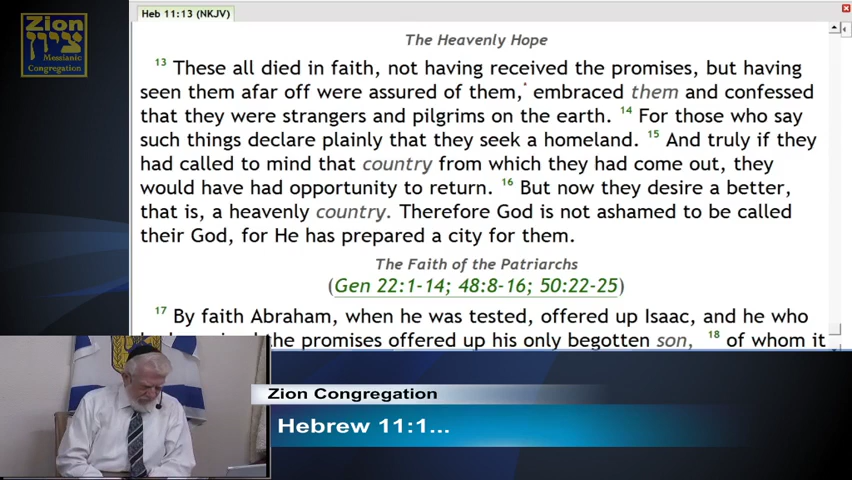 Zion
ציון
Messianic
Congregation
Heb 11:13 (NKJV)
The Heavenly Hope
13 These all died in faith, not having received the promises, but having
seen them afar off were assured of them,* embraced them and confessed
that they were strangers and pilgrims on the earth. 14 For those who say
such things declare plainly that they seek a homeland. 15 And truly if they
had called to mind that country from which they had come out, they
would have had opportunity to return. 16 But now they desire a better,
that is, a heavenly country. Therefore God is not ashamed to be called
their God, for He has prepared a city for them.
The Faith of the Patriarchs
(Gen 22:1-14; 48:8-16; 50:22-25)
17 By faith Abraham, when he was tested, offered up Isaac, and he who
the promises offered up his only begotten son, 18 of whom it
Zion Congregation
Hebrew 11:1...